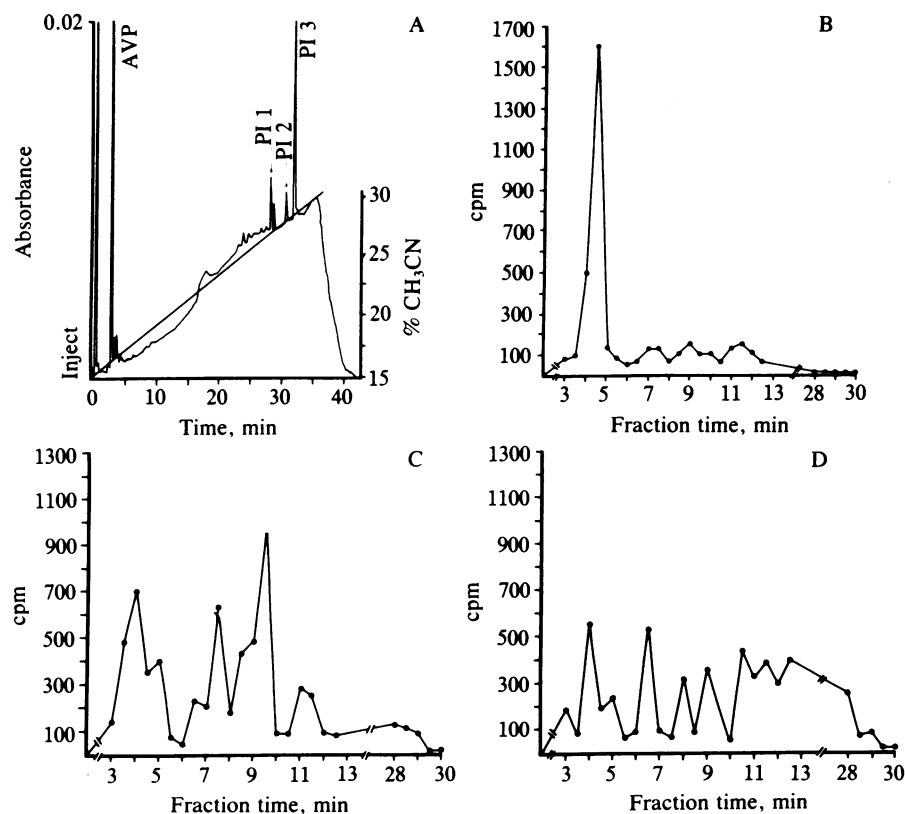 A
0.02
AVP
PI 1
PI 2
PI 3
Absorbance
Inject
30
25
20
15
% CH3CN
0 10 20 30 40
Time, min
B
1700
1500
1300
1100
900
700
500
300
100
cpm
3 5 7 9 11 13 28 30
Fraction time, min
C
1300
1100
900
700
500
300
100
cpm
3 7 9 13 28 30
Fraction time, min
D
1300
1100
900
700
500
300
100
cpm
3 5 7 9 11 13 28 30
Fraction time, min